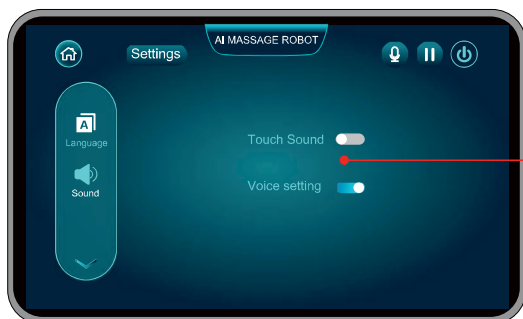 AI MASSAGE ROBOT
Settings
A
Language
Sound
Touch Sound
Voice setting